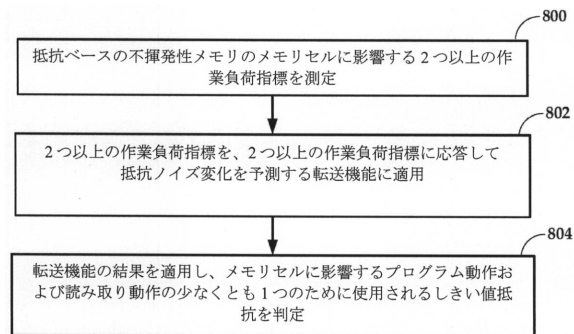 800
抵抗ベースの不揮発性メモリのメモリセルに影響する2つ以上の作
業負荷指標を測定
802
2つ以上の作業負荷指標を、2つ以上の作業負荷指標に応答して
抵抗ノイズ変化を予測する転送機能に適用
804
転送機能の結果を適用し、メモリセルに影響するプログラム動作お
よび読み取り動作の少なくとも1つのために使用されるしきい値抵
抗を判定